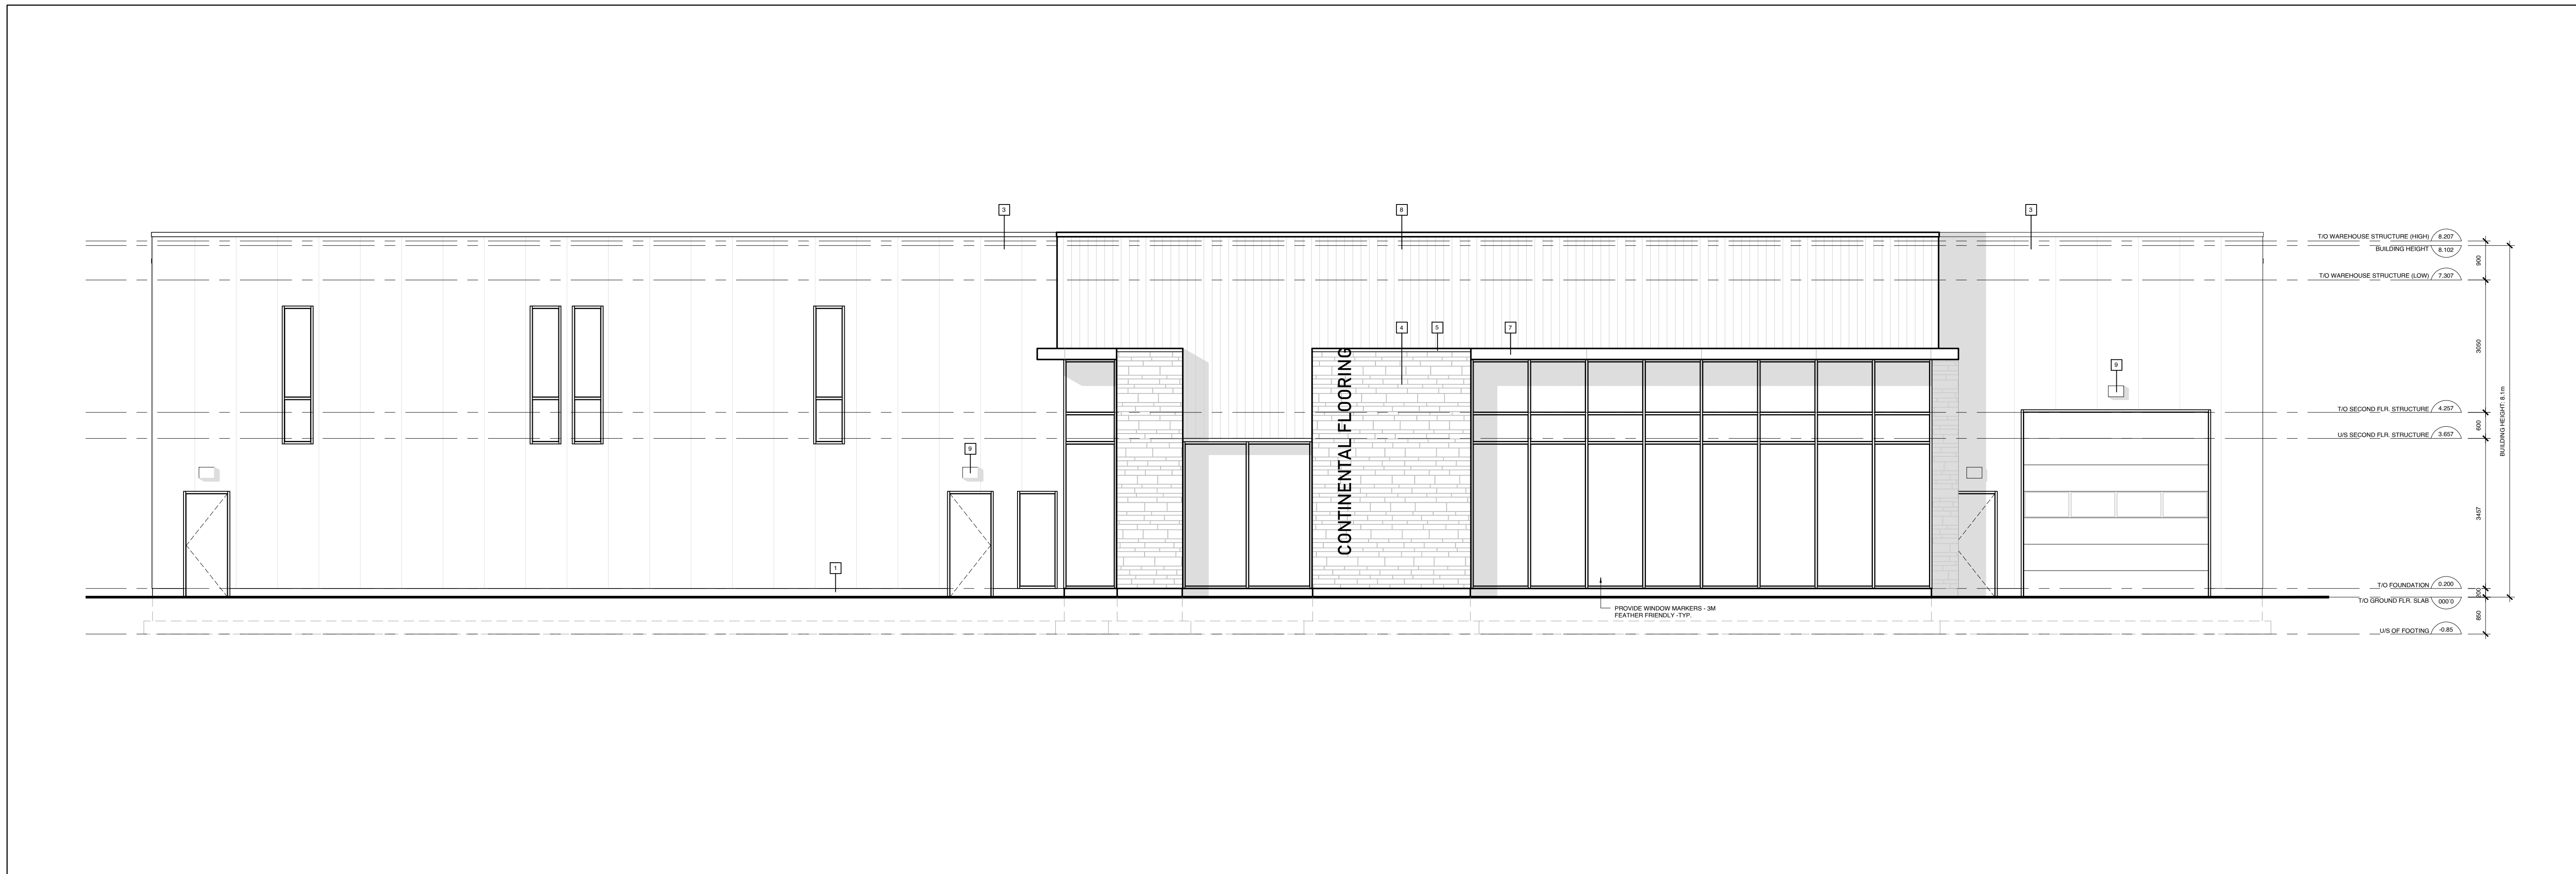 3
8
3
T/O WAREHOUSE STRUCTURE (HIGH) 8.207
BUILDING HEIGHT 8.102
900
T/O WAREHOUSE STRUCTURE (LOW) 7.307
4
5
7
3050
9
BUILDING HEIGHT: 8.1m
CONTINENTAL FLOORING
T/O SECOND FLR. STRUCTURE 4.257
600
U/S SECOND FLR. STRUCTURE 3.657
9
3457
1
T/O FOUNDATION 0.200
200
T/O GROUND FLR. SLAB 0.000
PROVIDE WINDOW MARKERS - 3M
FEATHER FRIENDLY -TYP.
850
U/S OF FOOTING -0.85